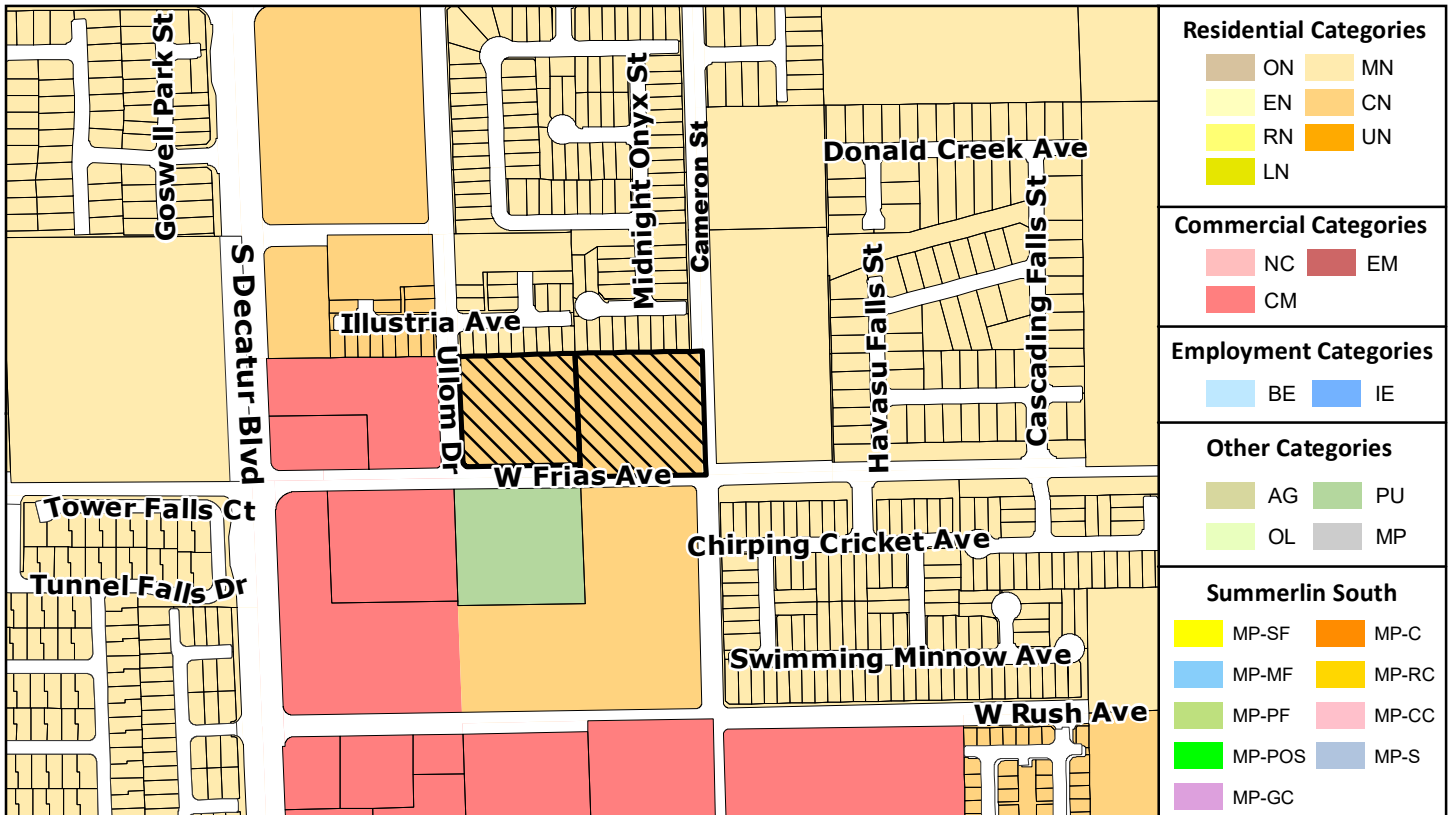 Goswell Park St
S Decatur Blvd
Midnight Onyx St
Cameron St
Donald Creek Ave
Illustria Ave
Ullom Dr
Havasu Falls St
Cascading Falls St
W Frias Ave
Tower Falls Ct
Chirping Cricket Ave
Tunnel Falls Dr
Swimming Minnow Ave
W Rush Ave
Residential Categories
ON MN
EN CN
RN UN
LN
Commercial Categories
NC EM
CM
Employment Categories
BE IE
Other Categories
AG PU
OL MP
Summerlin South
MP-SF MP-C
MP-MF MP-RC
MP-PF MP-CC
MP-POS MP-S
MP-GC